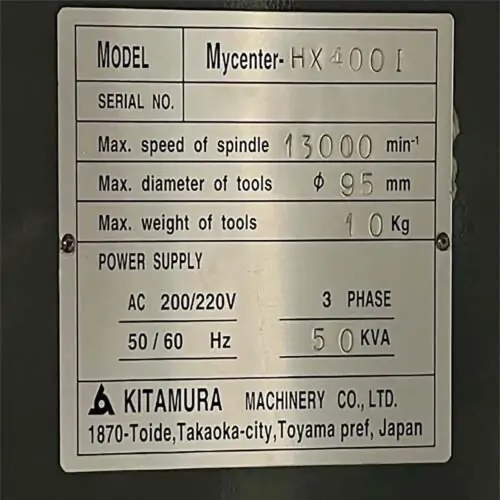 MODEL Mycenter-HX400I
SERIAL NO.
Max. speed of spindle 13000 min-1
Max. diameter of tools φ 95 mm
Max. weight of tools 10 Kg
POWER SUPPLY
AC 200/220V 3 PHASE
50/60 Hz 50 KVA
KITAMURA MACHINERY CO., LTD.
1870-Toide,Takaoka-city,Toyama pref, Japan